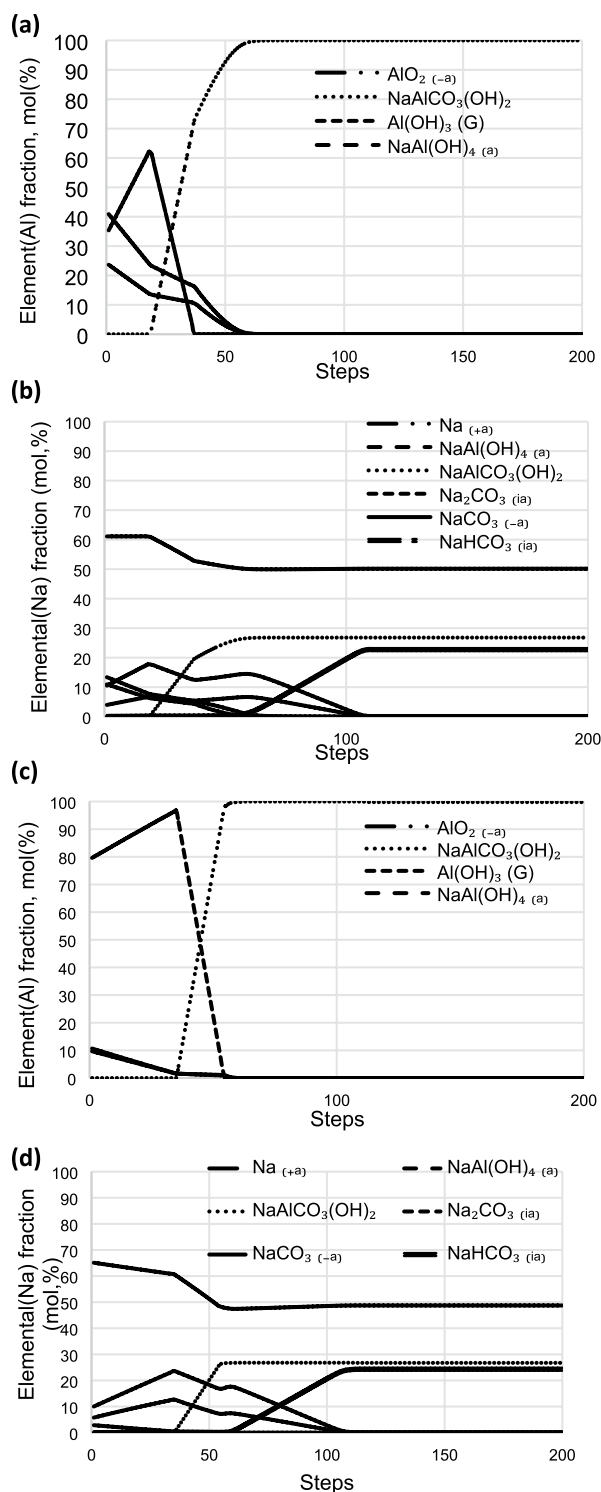 (a)
Element(Al) fraction, mol(%)
100
90
80
70
60
50
40
30
20
10
0
AlO₂ ₍₋ₐ₎
NaAlCO₃(OH)₂
Al(OH)₃ (G)
NaAl(OH)₄ ₍ₐ₎
0 50 100 150 200
Steps
(b)
Elemental(Na) fraction (mol,%)
100
90
80
70
60
50
40
30
20
10
0
Na ₍₊ₐ₎
NaAl(OH)₄ ₍ₐ₎
NaAlCO₃(OH)₂
Na₂CO₃ ₍ᵢₐ₎
NaCO₃ ₍₋ₐ₎
NaHCO₃ ₍ᵢₐ₎
0 100 200
Steps
(c)
Element(Al) fraction, mol(%)
100
90
80
70
60
50
40
30
20
10
0
AlO₂ ₍₋ₐ₎
NaAlCO₃(OH)₂
Al(OH)₃ (G)
NaAl(OH)₄ ₍ₐ₎
0 100 200
Steps
(d)
Elemental(Na) fraction
(mol,%)
100
90
80
70
60
50
40
30
20
10
0
Na ₍₊ₐ₎ NaAl(OH)₄ ₍ₐ₎
NaAlCO₃(OH)₂ Na₂CO₃ ₍ᵢₐ₎
NaCO₃ ₍₋ₐ₎ NaHCO₃ ₍ᵢₐ₎
0 50 100 150 200
Steps